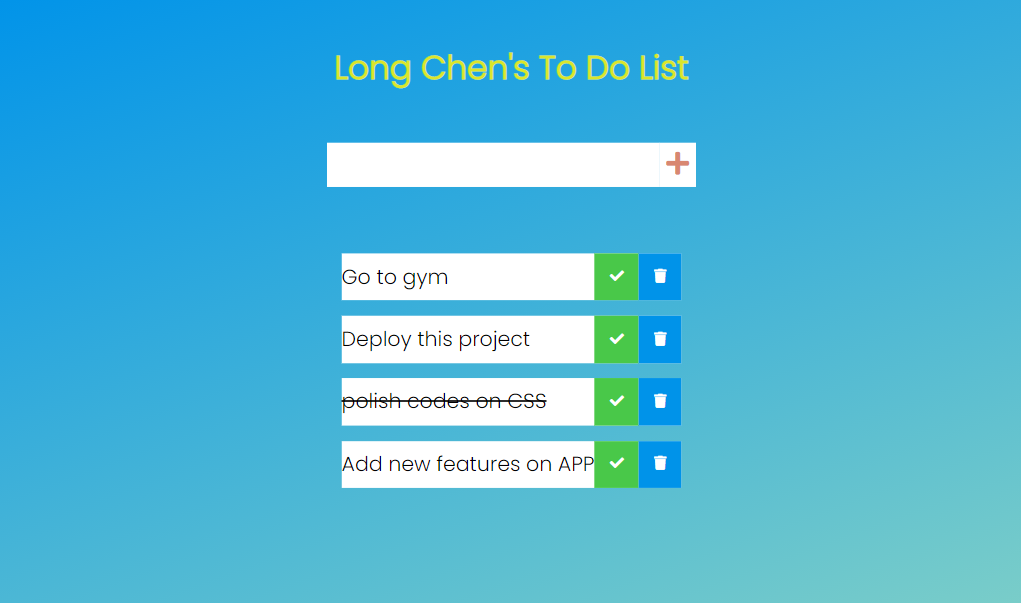 Long Chen's To Do List
Go to gym
Deploy this project
polish codes on CSS
Add new features on APP